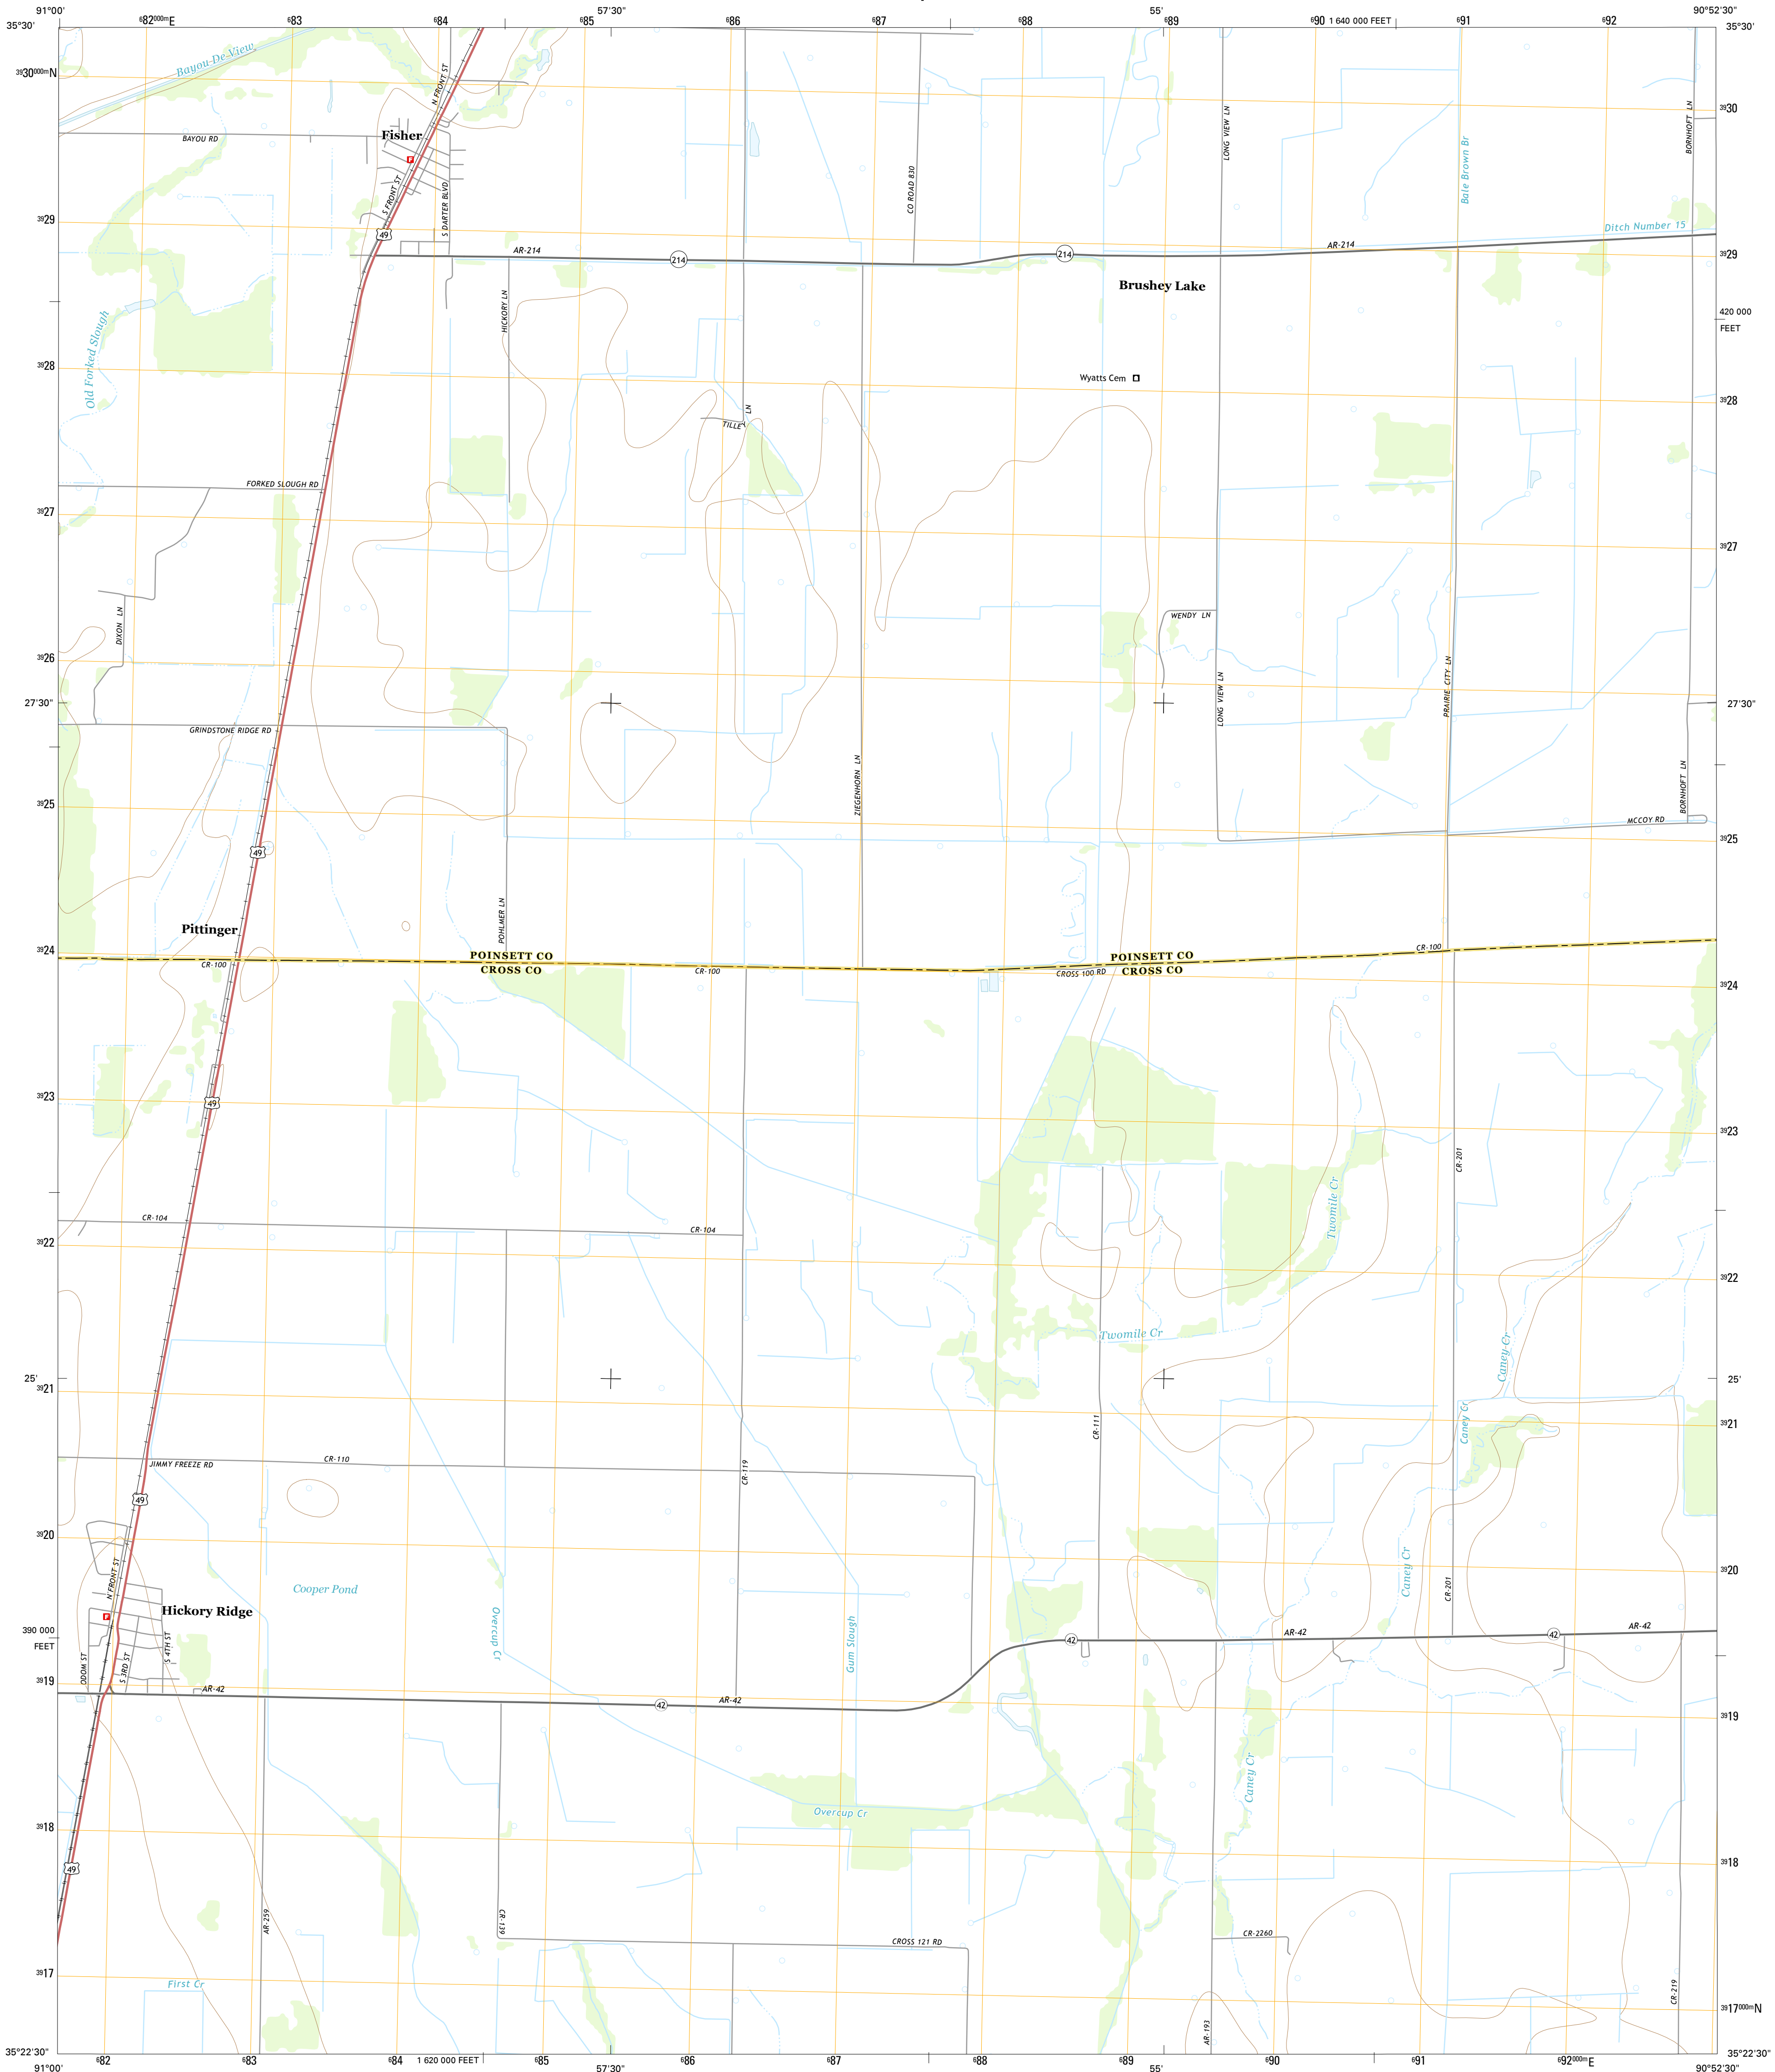 91°00'
⁶82⁰⁰⁰ᵐE
⁶83
⁶84
⁶85
57'30"
⁶86
⁶87
⁶88
55'
⁶89
⁶90
1 640 000 FEET
⁶91
⁶92
90°52'30"
35°30'
35°30'
Bayou De View
³⁹30⁰⁰⁰ᵐN
N FRONT ST
³⁹30
Fisher
BAYOU RD
LONG VIEW LN
BORNHOFT LN
Bale Brown Br
F
CO ROAD 830
S FRONT ST
S DARTER BLVD
³⁹29
49
Ditch Number 15
AR-214
214
214
AR-214
³⁹29
Brushey Lake
HICKORY LN
420 000
FEET
Old Forked Slough
³⁹28
Wyatts Cem
³⁹28
TILLEY
LN
FORKED SLOUGH RD
³⁹27
³⁹27
DIXON LN
WENDY LN
³⁹26
PRAIRIE CITY LN
LONG VIEW LN
27'30"
27'30"
GRINDSTONE RIDGE RD
ZIEGENHORN LN
BORNHOFT LN
³⁹25
MCCOY RD
³⁹25
49
POHLMER LN
Pittinger
³⁹24
CR-100
POINSETT CO
CROSS CO
CR-100
POINSETT CO
CROSS CO
CROSS 100 RD
CR-100
³⁹24
³⁹23
49
³⁹23
CR-201
Twomile Cr
CR-104
CR-104
³⁹22
³⁹22
Twomile Cr
Caney Cr
25'
25'
³⁹21
³⁹21
Caney Cr
CR-111
JIMMY FREEZE RD
CR-110
CR-119
49
³⁹20
³⁹20
Caney Cr
N FRONT ST
Cooper Pond
CR-201
F
Hickory Ridge
Overcup Cr
Gum Slough
390 000
FEET
ODOM ST
S 3RD ST
S 4TH ST
42
AR-42
42
AR-42
³⁹19
AR-42
42
AR-42
³⁹19
Caney Cr
Overcup Cr
³⁹18
³⁹18
49
AR-259
CR-139
CROSS 121 RD
CR-2260
³⁹17
First Cr
CR-219
³⁹17⁰⁰⁰ᵐN
AR-193
35°22'30"
35°22'30"
91°00'
⁶82
⁶83
⁶84
1 620 000 FEET
⁶85
57'30"
⁶86
⁶87
⁶88
⁶89
55'
⁶90
⁶91
⁶92⁰⁰⁰ᵐE
90°52'30"